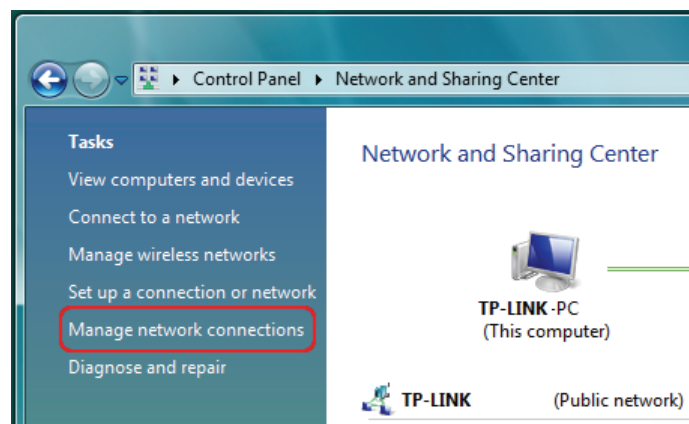 Control Panel Network and Sharing Center
Tasks
View computers and devices
Connect to a network
Manage wireless networks
Set up a connection or network
Manage network connections
Diagnose and repair
Network and Sharing Center
TP-LINK -PC
(This computer)
TP-LINK (Public network)